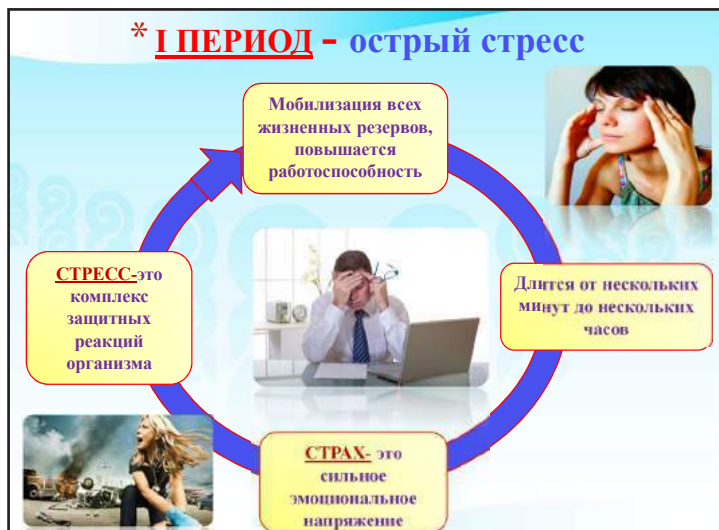 * I ПЕРИОД - острый стресс
Мобилизация всех
жизненных резервов,
повышается
работоспособность
СТРЕСС-это
комплекс
защитных
реакций
организма
Длится от нескольких
минут до нескольких
часов
СТРАХ- это
сильное
эмоциональное
напряжение